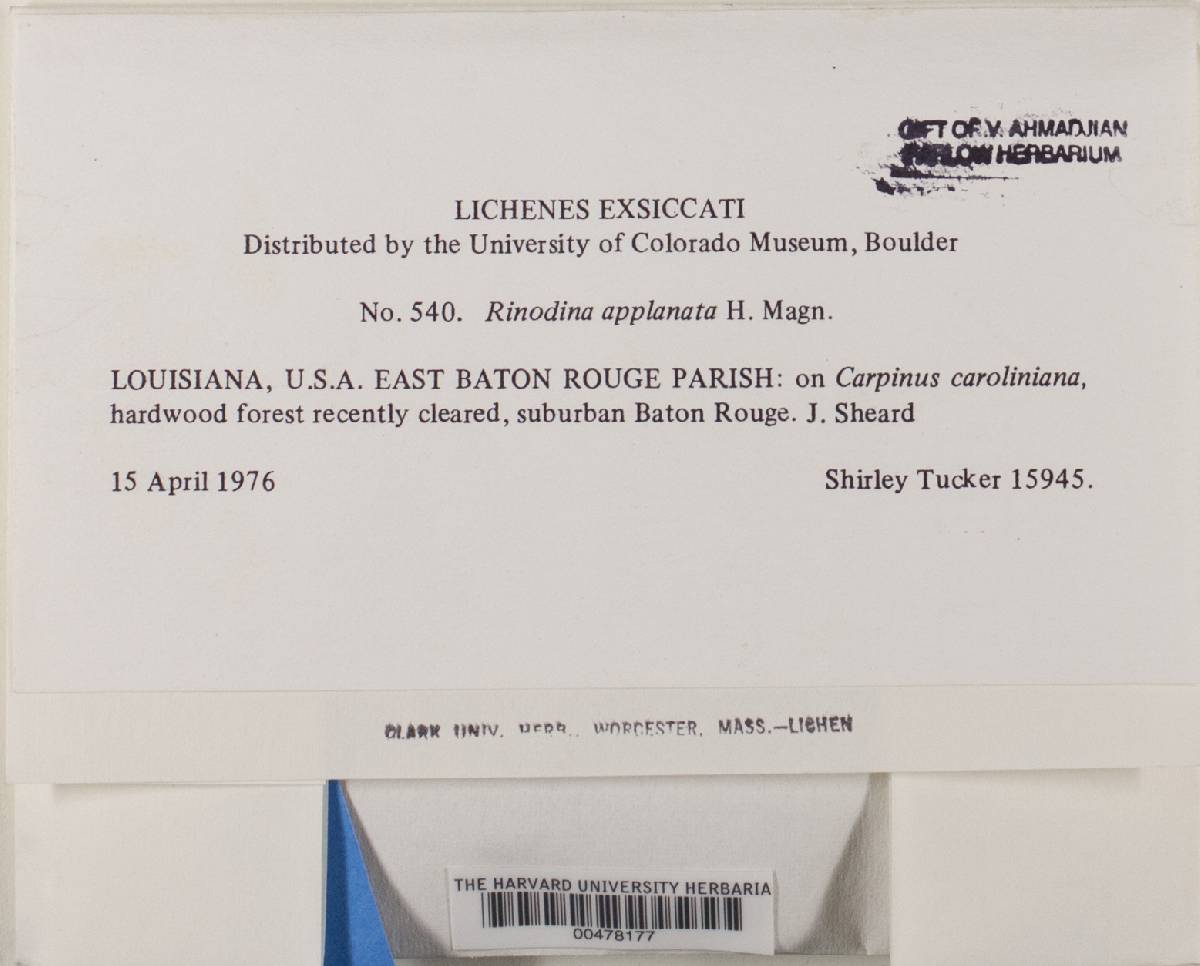 GIFT OF V. AHMADJIAN
FARLOW HERBARIUM
LICHENES EXSICCATI
Distributed by the University of Colorado Museum, Boulder
No. 540. Rinodina applanata H. Magn.
LOUISIANA, U.S.A. EAST BATON ROUGE PARISH: on Carpinus caroliniana,
hardwood forest recently cleared, suburban Baton Rouge. J. Sheard
15 April 1976
Shirley Tucker 15945.
CLARK UNIV. HERB., WORCESTER, MASS.—LICHEN
THE HARVARD UNIVERSITY HERBARIA
00478177